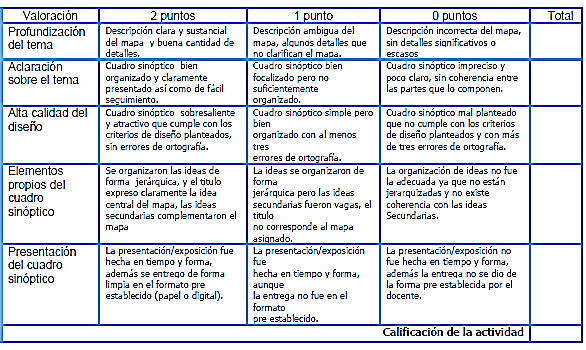 Valoración 2 puntos 1 punto 0 puntos Total
Profundización
del tema
Descripción clara y sustancial
del mapa  y buena cantidad de
detalles.
Descripción ambigua del
mapa, algunos detalles que
no clarifican el mapa.
Descripción incorrecta del mapa,
sin detalles significativos o
escasos
Aclaración
sobre el tema
Cuadro sinóptico  bien
organizado y claramente
presentado así como de fácil
seguimiento.
Cuadro sinóptico bien
focalizado pero no
suficientemente
organizado.
Cuadro sinóptico impreciso y
poco claro, sin coherencia entre
las partes que lo componen.
Alta calidad del
diseño
Cuadro sinóptico  sobresaliente
y atractivo que cumple con los
criterios de diseño planteados,
sin errores de ortografía.
Cuadro sinóptico simple pero
bien
organizado con al menos
tres
errores de ortografía.
Cuadro sinóptico mal planteado
que no cumple con los criterios
de diseño planteados y con más
de tres errores de ortografía.
Elementos
propios del
cuadro
sinóptico
Se organizaron las ideas de
forma  jerárquica, y el titulo
expreso claramente la idea
central del mapa, las ideas
secundarias complementaron el
mapa
La ideas se organizaron de
forma
jerárquica pero las ideas
secundarias fueron vagas, el
titulo
no corresponde al mapa
asignado.
La organización de ideas no fue
la adecuada ya que no están
jerarquizadas y no existe
coherencia con las ideas
Secundarias.
Presentación
del cuadro
sinóptico
La presentación/exposición fue
hecha en tiempo y forma,
además se entrego de forma
limpia en el formato pre
establecido (papel o digital).
La presentación/exposición
fue
hecha en tiempo y forma,
aunque
la entrega no fue en el
formato
pre establecido.
La presentación/exposición no
fue hecha en tiempo y forma,
además la entrega no se dio de
la forma pre establecida por el
docente.
Calificación de la actividad